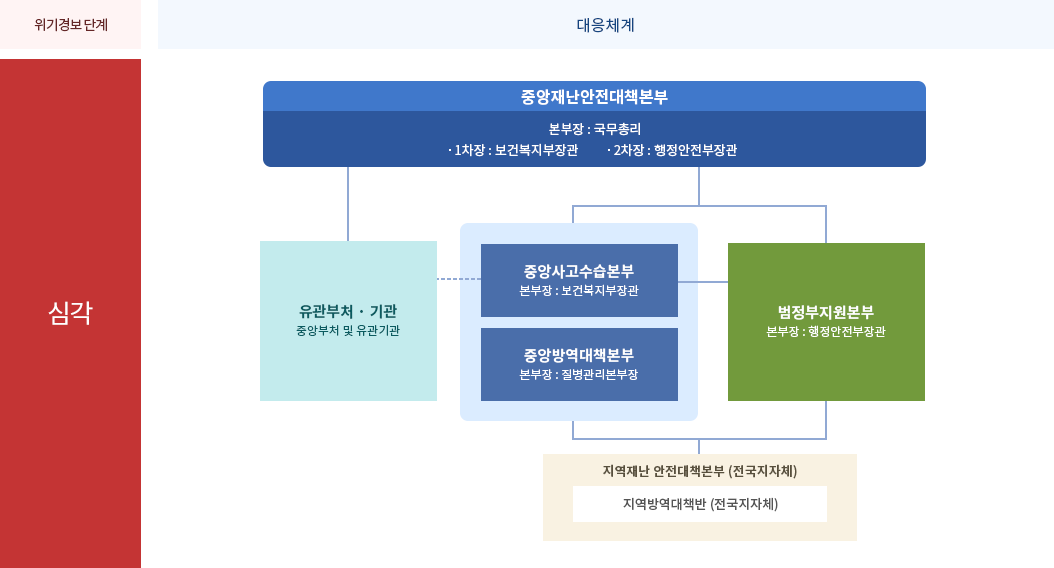 위기경보 단계
대응체계
심각
중앙재난안전대책본부
본부장 : 국무총리
· 1차장 : 보건복지부장관 · 2차장 : 행정안전부장관
유관부처 · 기관
중앙부처 및 유관기관
중앙사고수습본부
본부장 : 보건복지부장관
중앙방역대책본부
본부장 : 질병관리본부장
범정부지원본부
본부장 : 행정안전부장관
지역재난 안전대책본부 (전국지자체)
지역방역대책반 (전국지자체)